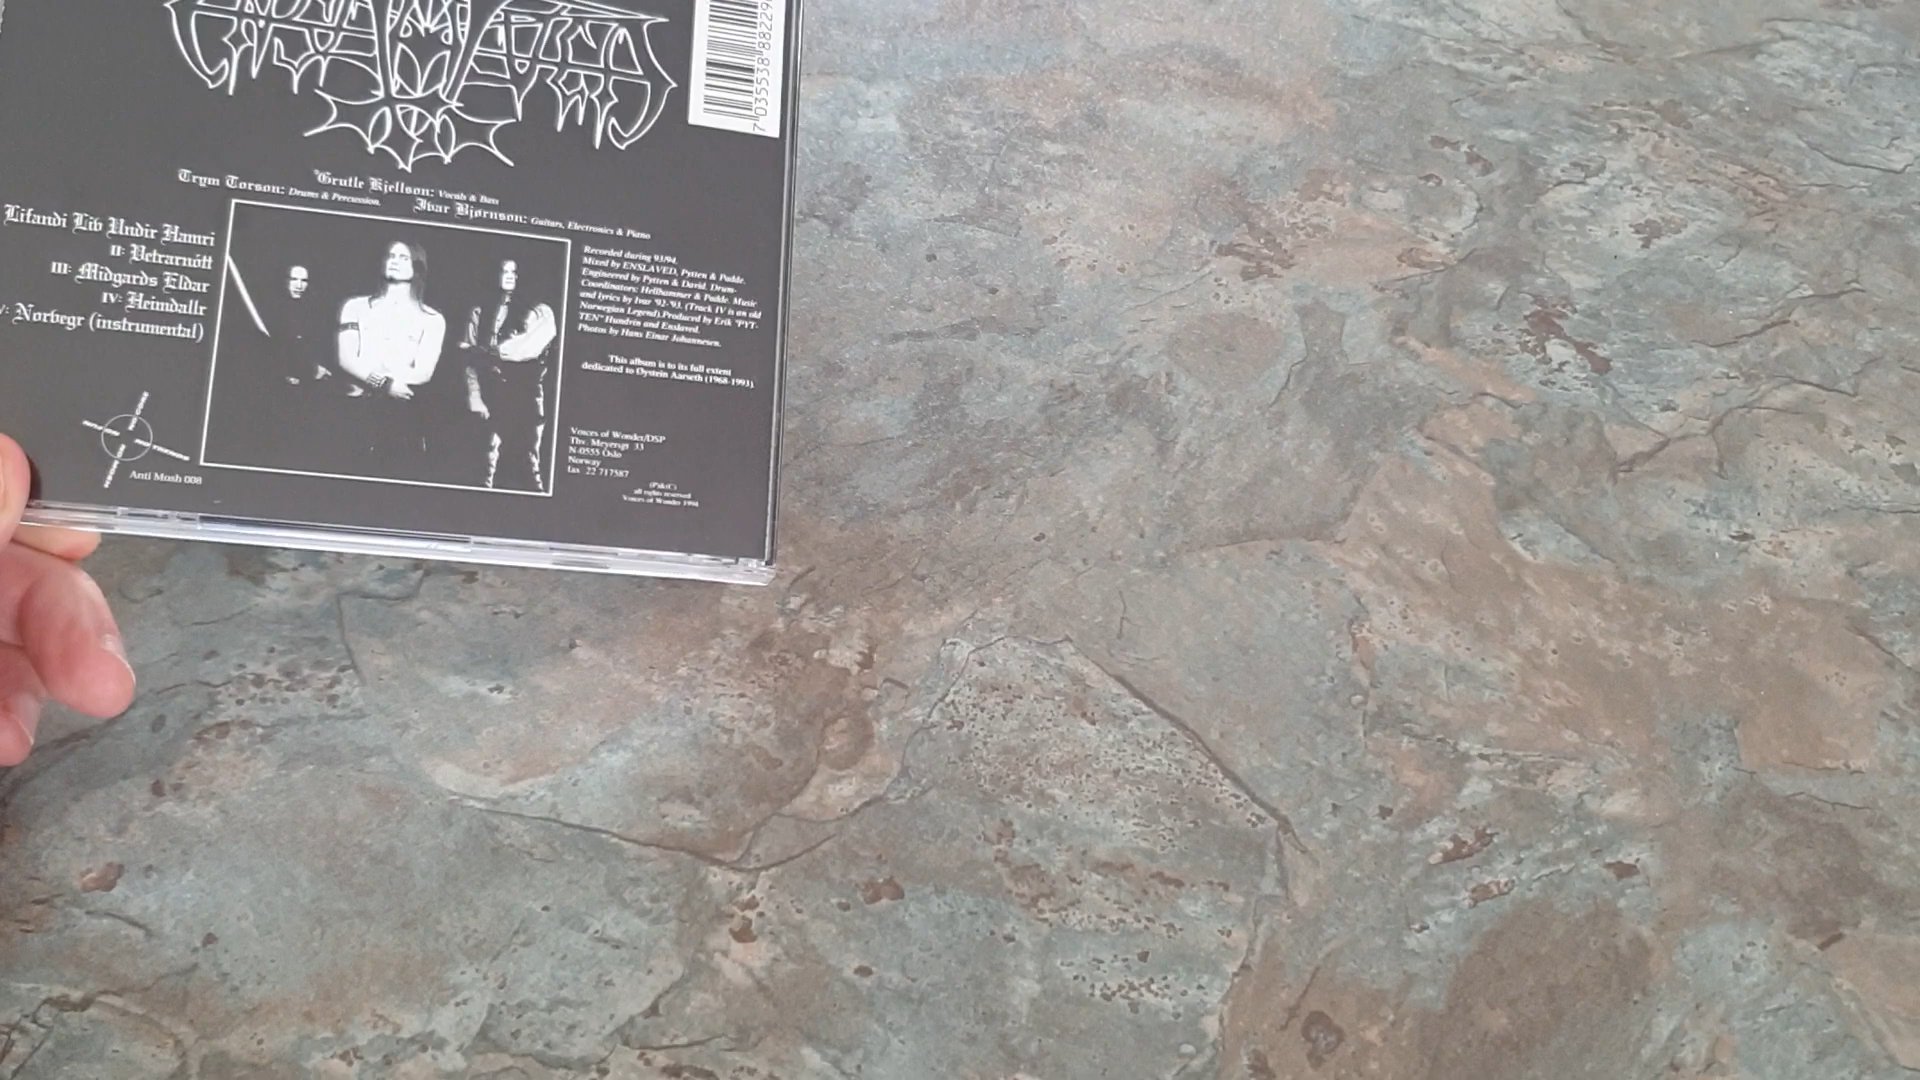 ENSLAVED
7 035538 88229
Grutle Kjellson: Vocals & Bass
Trym Torson: Drums & Percussion.
Ivar Bjørnson: Guitars, Electronics & Piano
Lifandi Lib Undir Hamri
II: Vetrarnótt
III: Midgards Eldar
IV: Heimdallr
V: Norvegr (instrumental)
Recorded during 93/94.
Mixed by ENSLAVED, Pytten & Padde.
Engineered by Pytten & David. Drum-
Coordinators: Hellhammer & Padde. Music
and lyrics by Ivar '92-'93. (Track IV is an old
Norwegian Legend).Produced by Erik "PYT-
TEN" Hundvin and Enslaved.
Photos by Hans Einar Johannesen.
This album is to its full extent
dedicated to Øystein Aarseth (1968-1993).
Anti Mosh 008
Voices of Wonder/DSP
Thv. Meyersgt 33
N-0555 Oslo
Norway
fax 22 717587
(P)&(C)
all rights reserved
Voices of Wonder 1994